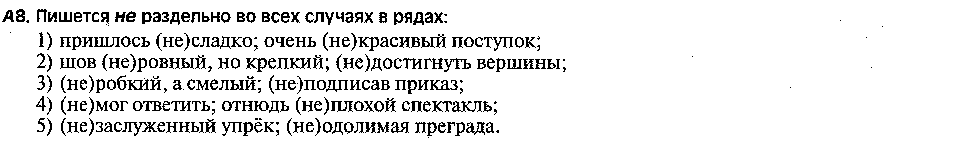 А8. Пишется не раздельно во всех случаях в рядах:
1) пришлось (не)сладко; очень (не)красивый поступок;
2) шов (не)ровный, но крепкий; (не)достигнуть вершины;
3) (не)робкий, а смелый; (не)подписав приказ;
4) (не)мог ответить; отнюдь (не)плохой спектакль;
5) (не)заслуженный упрёк; (не)одолимая преграда.